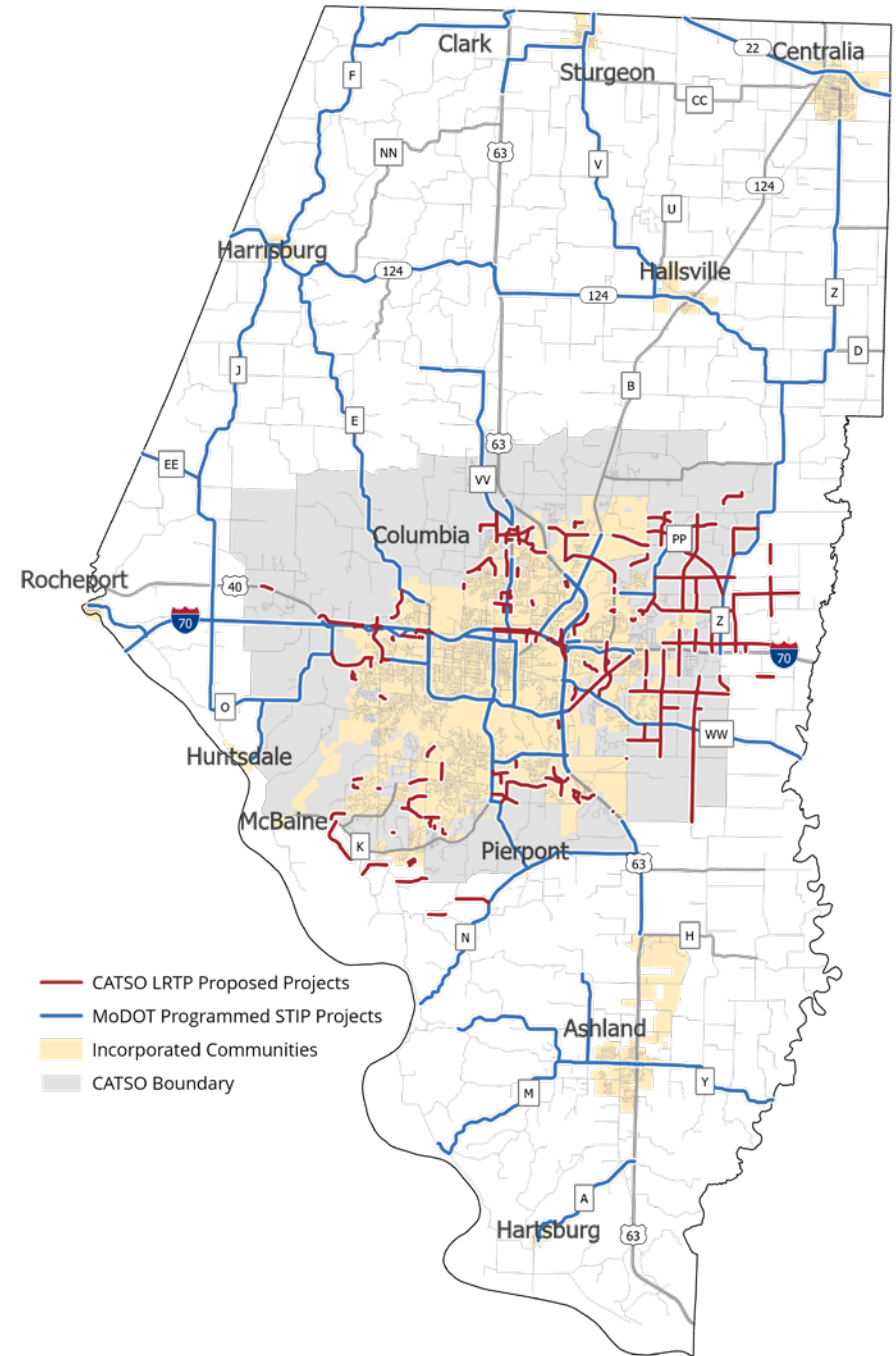 Clark
22
Centralia
Sturgeon
F
CC
NN
63
V
124
U
Harrisburg
124
Hallsville
124
Z
D
J
B
E
63
EE
VV
Columbia
PP
Rocheport
40
70
Z
70
O
WW
Huntsdale
McBaine
K
Pierpont
63
N
H
CATSO LRTP Proposed Projects
MoDOT Programmed STIP Projects
Incorporated Communities
CATSO Boundary
Ashland
M
Y
A
Hartsburg
63